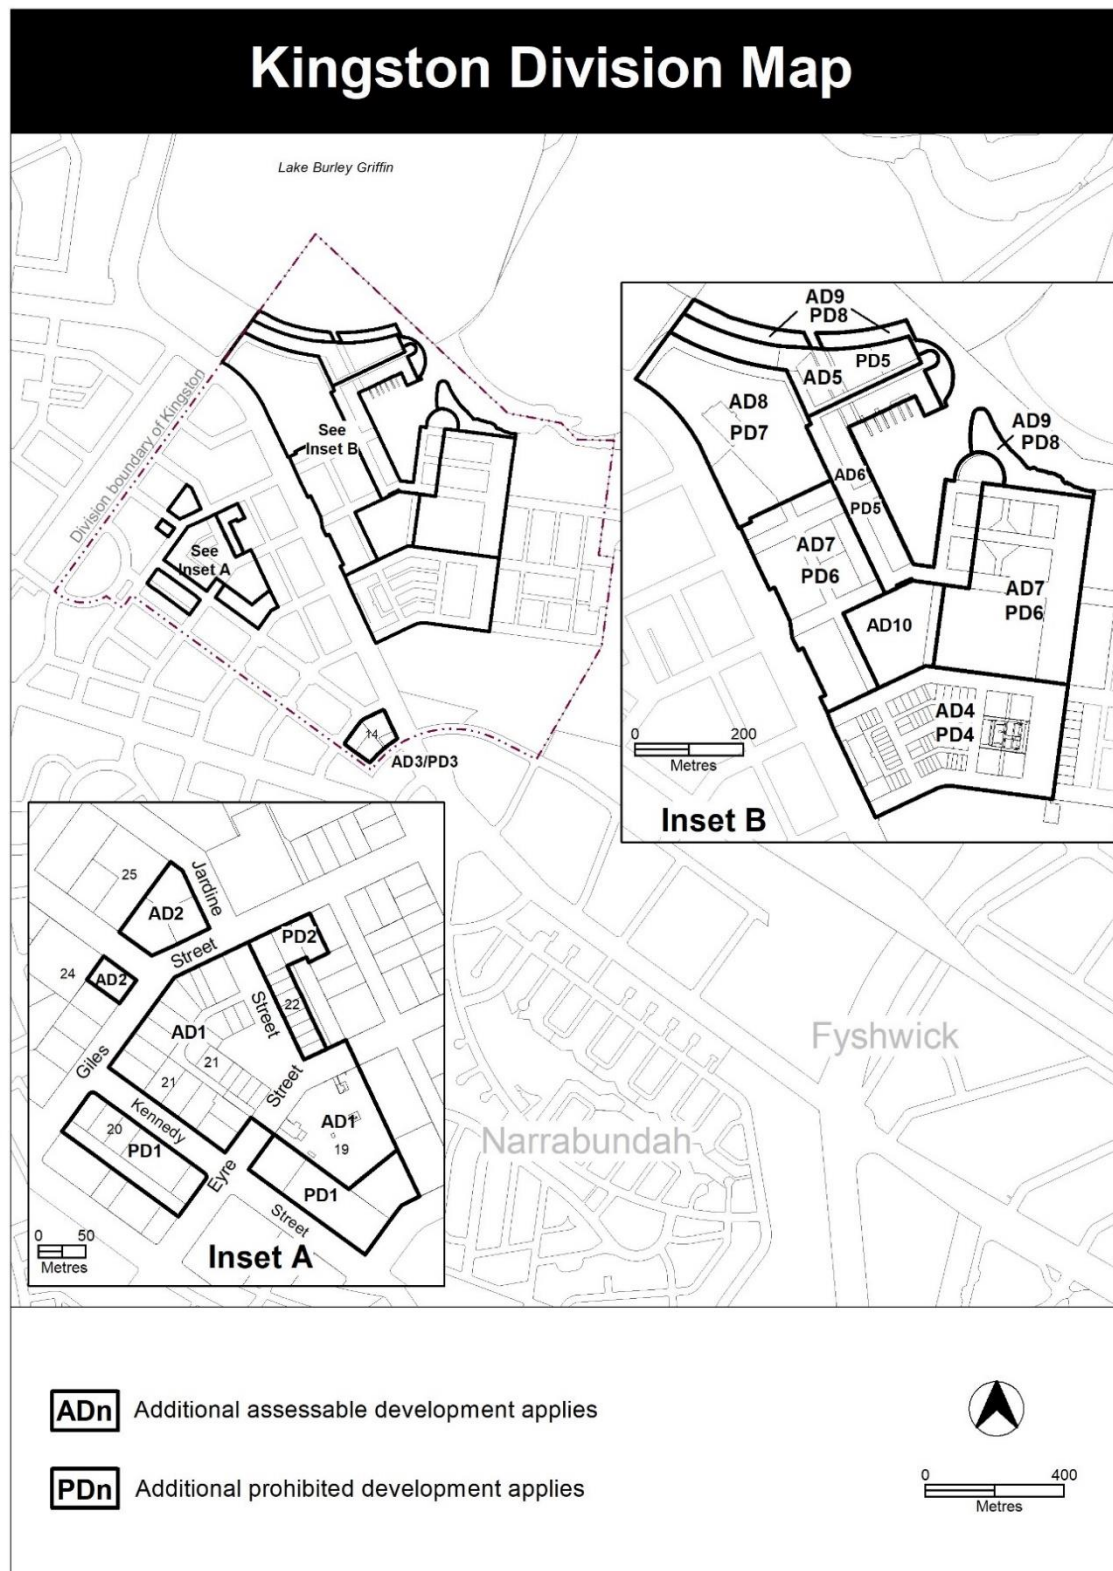 Kingston Division Map
Lake Burley Griffin
Division boundary of Kingston
See
Inset B
See
Inset A
14
AD3/PD3
AD9
PD8
AD5
PD5
AD8
PD7
AD9
PD8
AD6
PD5
AD7
PD6
AD7
PD6
AD10
AD4
PD4
0
200
Metres
Inset B
25
Jardine
AD2
Street
PD2
24
AD2
22
Street
AD1
21
Giles
21
Street
Kennedy
AD1
20
19
PD1
Eyre
PD1
Street
0
50
Metres
Inset A
Fyshwick
Narrabundah
ADn Additional assessable development applies
PDn Additional prohibited development applies
0
400
Metres